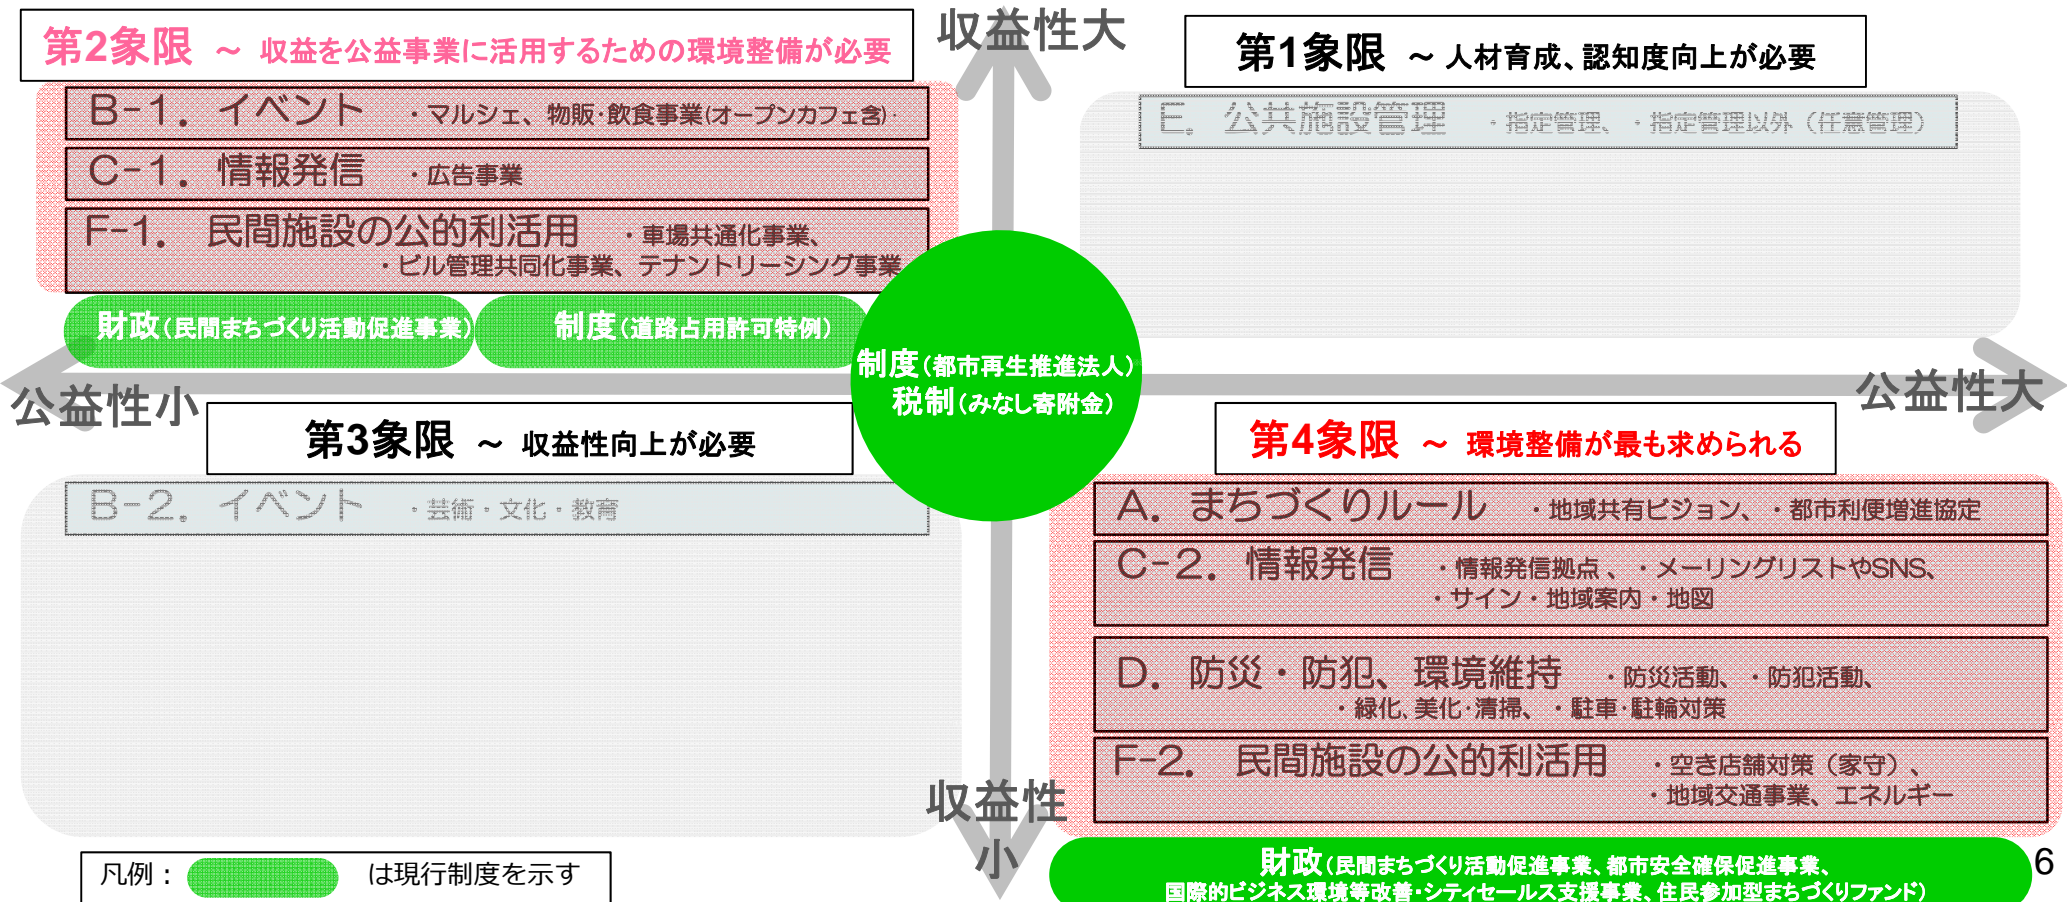 収益性大
第2象限 ～ 収益を公益事業に活用するための環境整備が必要
B-1. イベント ・マルシェ、物販・飲食事業(オープンカフェ含)・
C-1. 情報発信 ・広告事業
F-1. 民間施設の公的利活用 ・車場共通化事業、
・ビル管理共同化事業、テナントリーシング事業
財政(民間まちづくり活動促進事業)
制度(道路占用許可特例)
第1象限 ～ 人材育成、認知度向上が必要
E. 公共施設管理 ・指定管理、・指定管理以外（任意管理）
制度(都市再生推進法人)
税制(みなし寄附金)
公益性小
公益性大
第3象限 ～ 収益性向上が必要
B-2. イベント ・芸術・文化・教育
第4象限 ～ 環境整備が最も求められる
A. まちづくりルール ・地域共有ビジョン、・都市利便増進協定
C-2. 情報発信 ・情報発信拠点、・メーリングリストやSNS、
・サイン・地域案内・地図
D. 防災・防犯、環境維持 ・防災活動、・防犯活動、
・緑化、美化・清掃、・駐車・駐輪対策
F-2. 民間施設の公的利活用 ・空き店舗対策（家守）、
・地域交通事業、エネルギー
収益性
小
財政(民間まちづくり活動促進事業、都市安全確保促進事業、
国際的ビジネス環境等改善・シティセールス支援事業、住民参加型まちづくりファンド)
凡例： は現行制度を示す
6